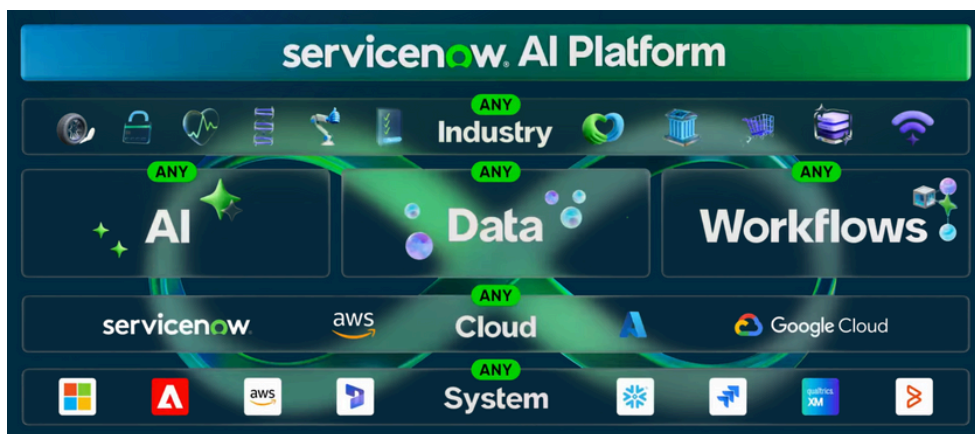 servicenow. AI Platform
ANY
Industry
ANY
AI
ANY
Data
ANY
Workflows
ANY
servicenow. aws Cloud Google Cloud
ANY
aws System qualtrics XM